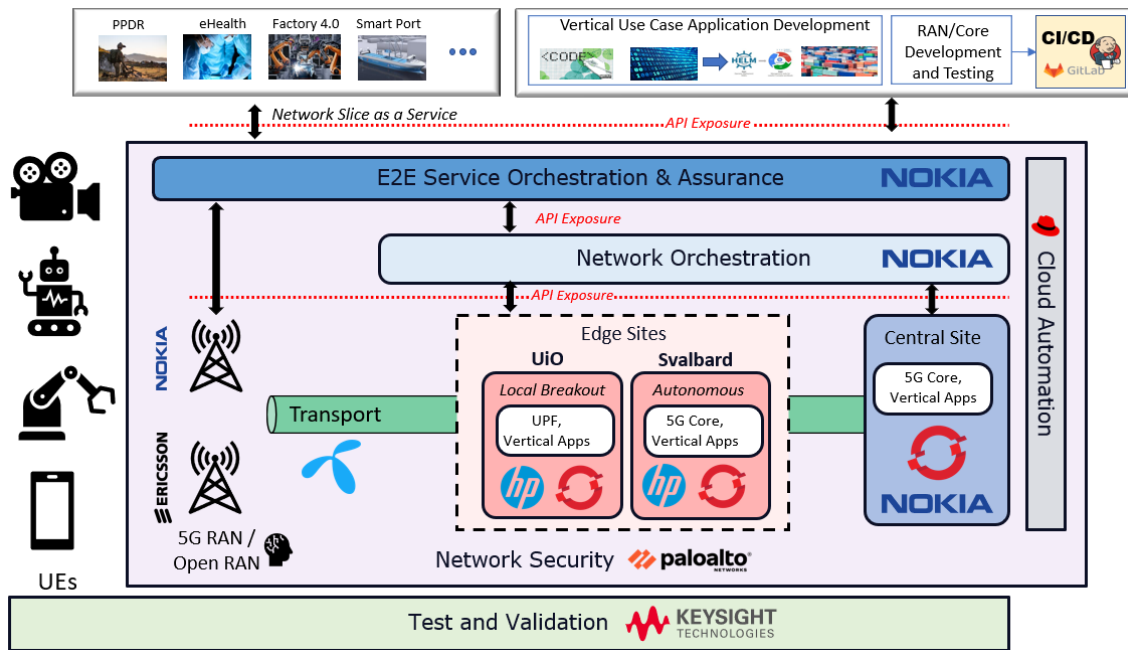 PPDR
eHealth
Factory 4.0
Smart Port
Vertical Use Case Application Development
<CODE>
HELM
RAN/Core
Development
and Testing
CI/CD
GitLab
Network Slice as a Service
API Exposure
E2E Service Orchestration & Assurance
NOKIA
API Exposure
Network Orchestration
NOKIA
API Exposure
Cloud Automation
NOKIA
Edge Sites
UiO
Svalbard
Local Breakout
UPF,
Vertical Apps
hp
Autonomous
5G Core,
Vertical Apps
hp
Central Site
5G Core,
Vertical Apps
NOKIA
Transport
ERICSSON
5G RAN /
Open RAN
UEs
Network Security
paloalto
NETWORKS
Test and Validation
KEYSIGHT
TECHNOLOGIES